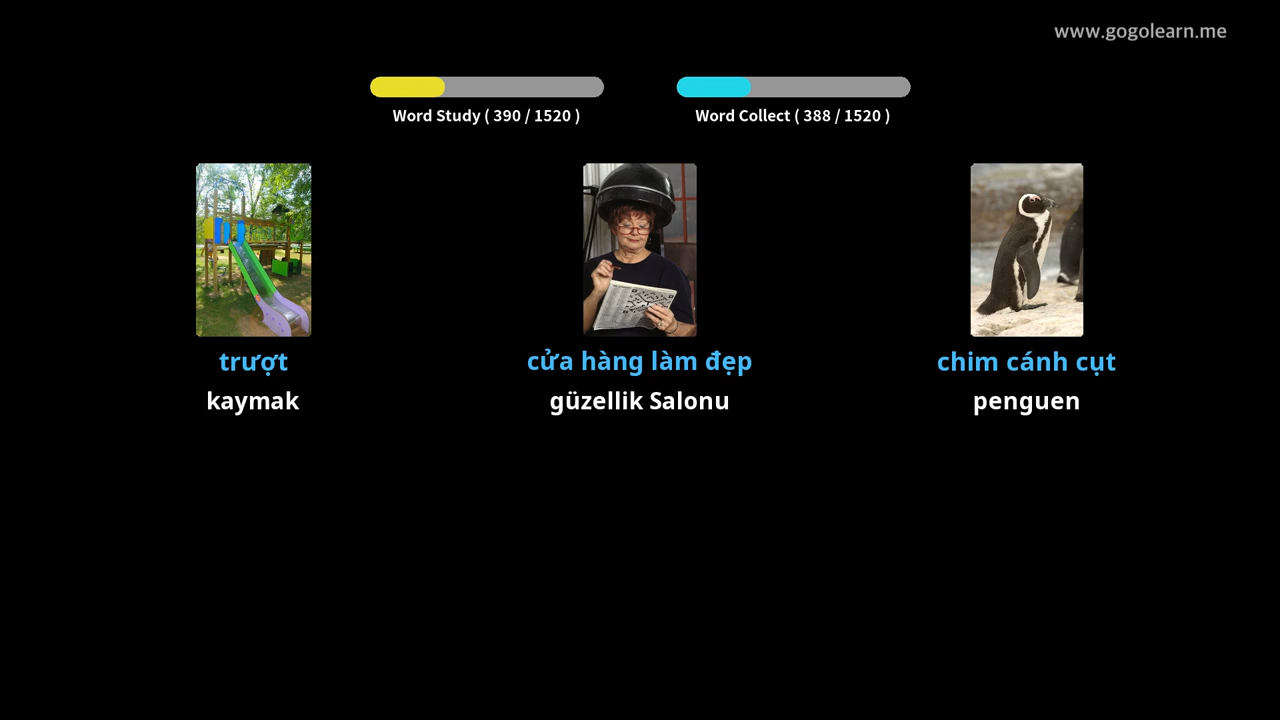 www.gogolearn.me
Word Study ( 390 / 1520 )
Word Collect ( 388 / 1520 )
trượt
cửa hàng làm đẹp
chim cánh cụt
kaymak
güzellik Salonu
penguen